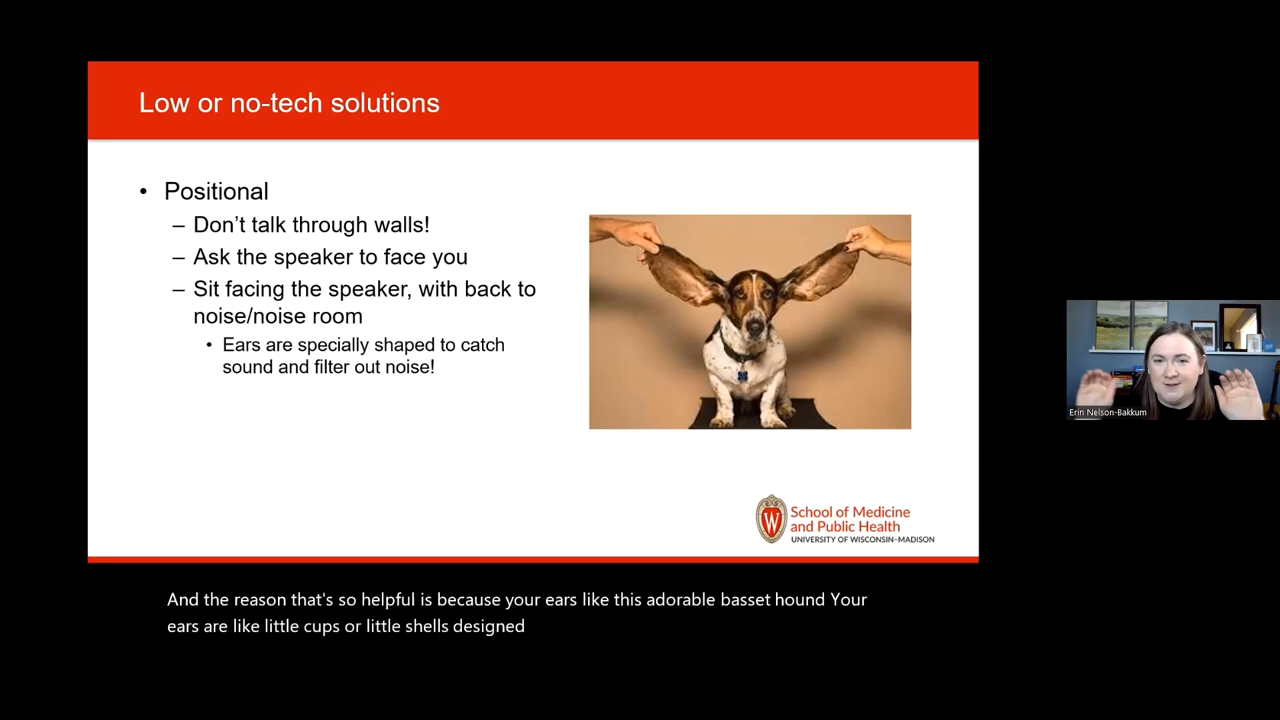 Low or no-tech solutions
• Positional
– Don't talk through walls!
– Ask the speaker to face you
– Sit facing the speaker, with back to
noise/noise room
• Ears are specially shaped to catch
sound and filter out noise!
W
School of Medicine
and Public Health
UNIVERSITY OF WISCONSIN-MADISON
Erin Nelson-Bakkum
And the reason that's so helpful is because your ears like this adorable basset hound Your
ears are like little cups or little shells designed